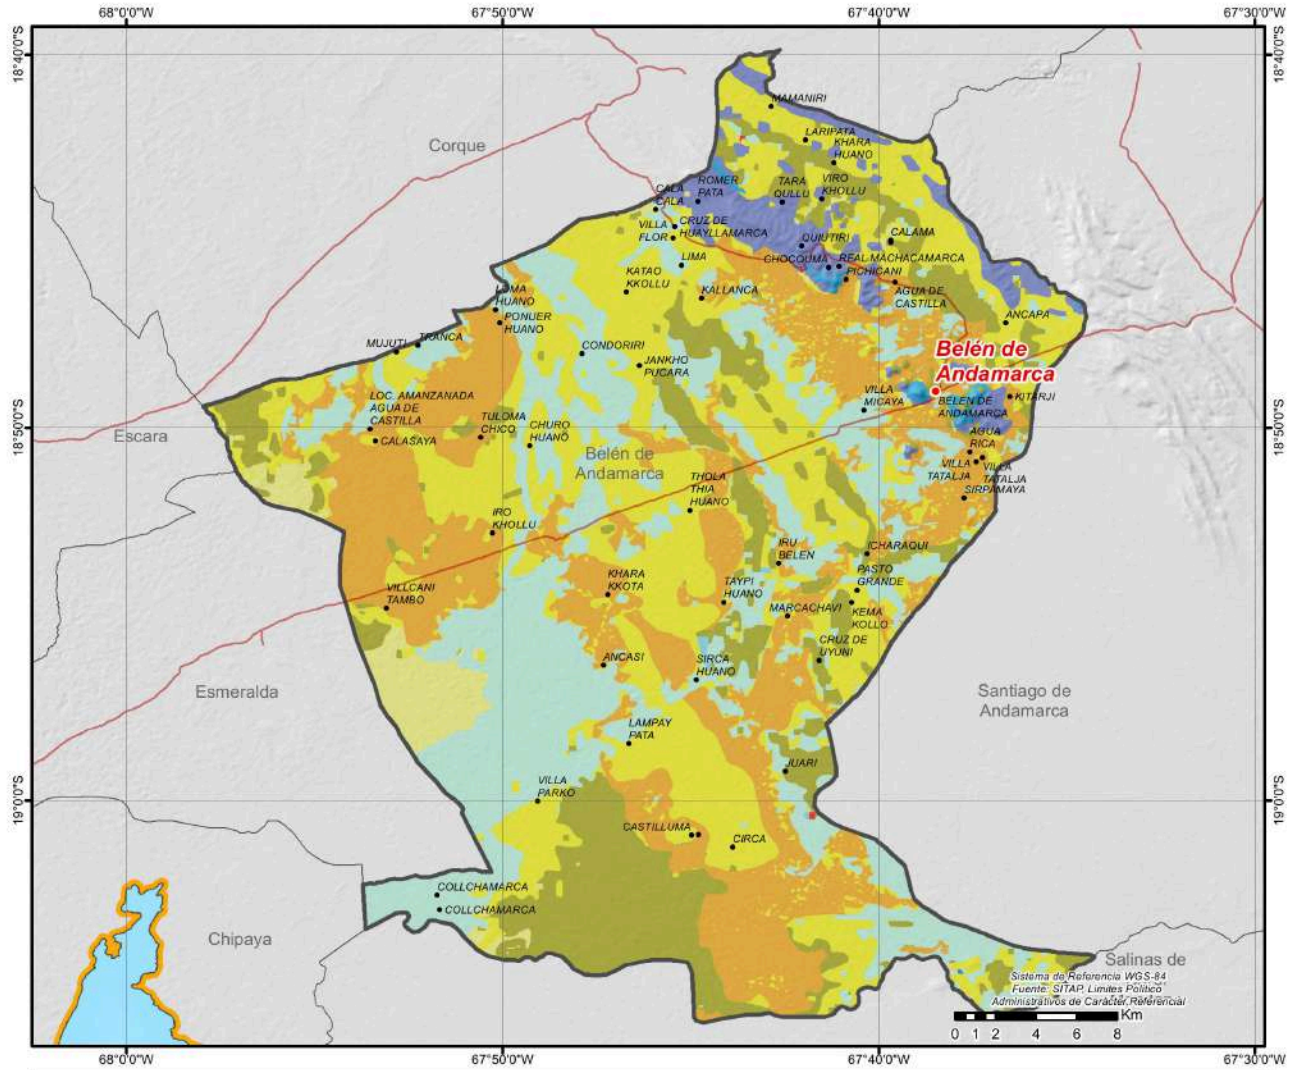 68°0'0"W
67°50'0"W
67°40'0"W
67°30'0"W
18°40'0"S
18°40'0"S
MAMANIRI
LARIPATA
KHARA
HUANO
Corque
ROMER
PATA
TARA
QULLU
VIRO
KHOLLU
CALA
CALA
VILLA
FLOR
CRUZ DE
HUAYLLAMARCA
QUIUTIRI
CALAMA
LIMA
CHOCQUMA
REAL MACHACAMARCA
PICHICANI
KATAO
KKOLLU
KALLANCA
AGUA DE
CASTILLA
LOMA
HUANO
PONUER
HUANO
ANCAPA
MUJUTI
TRANCA
CONDORIRI
JANKHO
PUCARA
Belén de
Andamarca
LOC. AMANZANADA
AGUA DE
CASTILLA
CALASAYA
TULOMA
CHICO
CHURO
HUANO
VILLA
MICAYA
BELEN DE
ANDAMARCA
KITARJI
18°50'0"S
18°50'0"S
Escara
Belén de
Andamarca
AGUA
RICA
VILLA
TATALJA
VILLA
TATALJA
SIRPAMAYA
THOLA
THIA
HUANO
IRO
KHOLLU
IRU
BELEN
ICHARAQUI
PASTO
GRANDE
KHARA
KKOTA
TAYPI
HUANO
VILLCANI
TAMBO
MARCACHAVI
KEMA
KOLLO
CRUZ DE
UYUNI
ANCASI
SIRCA
HUANO
Esmeralda
Santiago de
Andamarca
LAMPAY
PATA
JUARI
VILLA
PARKO
19°0'0"S
19°0'0"S
CASTILLUMA
CIRCA
COLLCHAMARCA
COLLCHAMARCA
Chipaya
Salinas de
Sistema de Referencia WGS-84
Fuente: SITAP, Limites Político
Administrativos de Carácter Referencial
Km
0 1 2 4 6 8
68°0'0"W
67°50'0"W
67°40'0"W
67°30'0"W